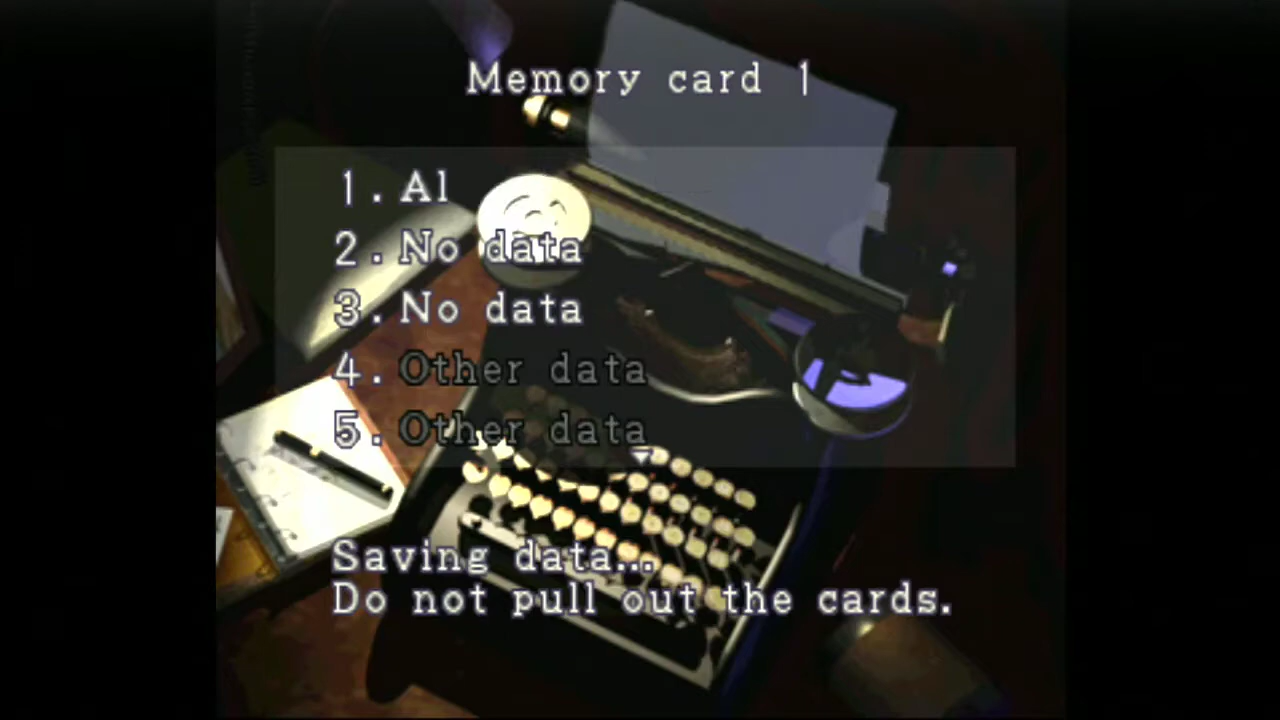 Memory card 1
1. Al
2. No data
3. No data
4. Other data
5. Other data
Saving data...
Do not pull out the cards.